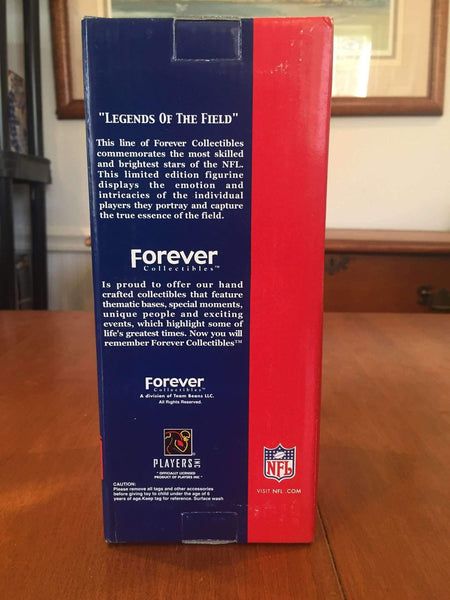 "LEGENDS OF THE FIELD"
This line of Forever Collectibles
commemorates the most skilled
and brightest stars of the NFL.
This limited edition figurine
displays the emotion and
intricacies of the individual
players they portray and capture
the true essence of the field.
Forever
Collectibles™
Is proud to offer our hand
crafted collectibles that feature
thematic bases, special moments,
unique people and exciting
events, which highlight some of
life's greatest times. Now you will
remember Forever Collectibles™
Forever
Collectibles™
A division of Team Beans LLC.
All Rights Reserved.
PLAYERS INC
" OFFICIALLY LICENSED
PRODUCT OF PLAYERS INC "
NFL
VISIT NFL .COM
CAUTION:
Please remove all tags and other accessories
before giving toy to child under the age of 6
years of age.Keep tag for reference. Surface wash